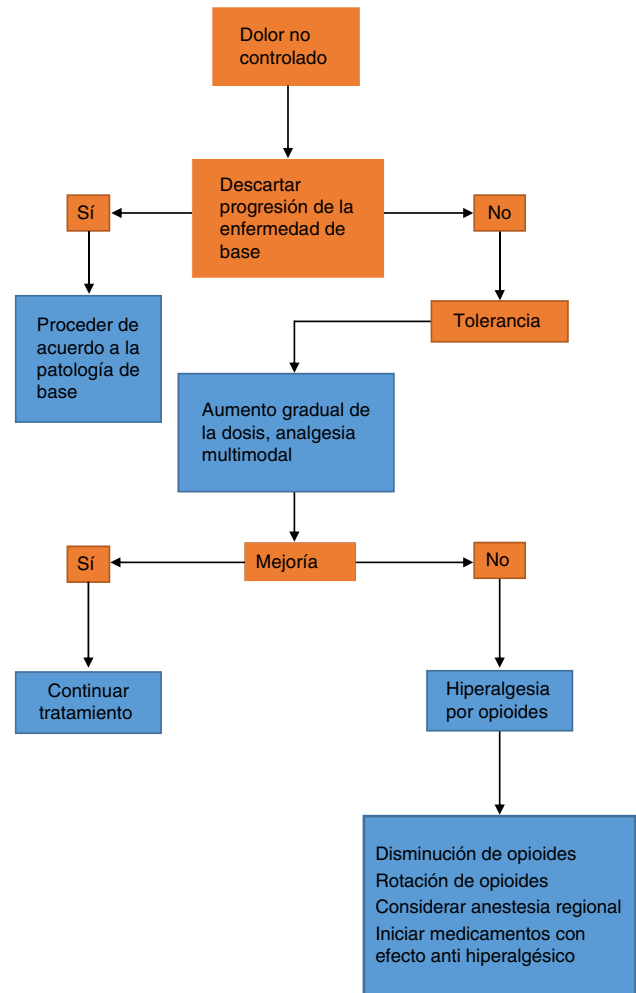 Dolor no
controlado
Descartar
progresión de la
enfermedad de
base
Sí
No
Proceder de
acuerdo a la
patología de
base
Tolerancia
Aumento gradual de
la dosis, analgesia
multimodal
Mejoría
Sí
No
Continuar
tratamiento
Hiperalgesia
por opioides
Disminución de opioides
Rotación de opioides
Considerar anestesia regional
Iniciar medicamentos con
efecto anti hiperalgésico